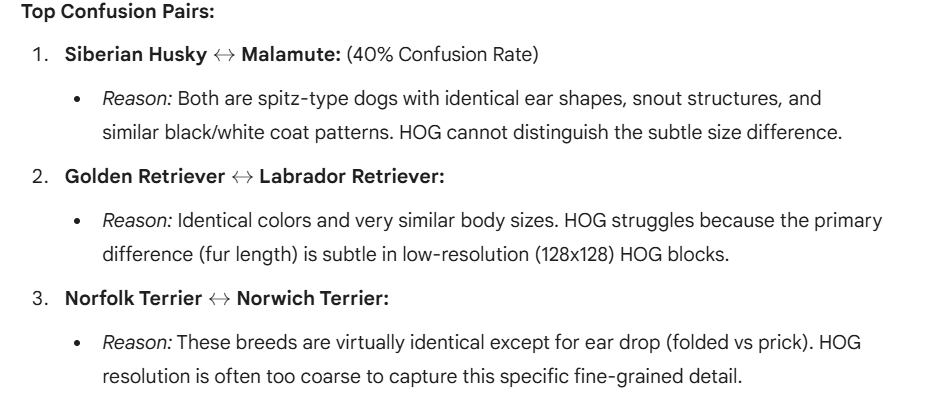 Top Confusion Pairs:
1. Siberian Husky ↔ Malamute: (40% Confusion Rate)
• Reason: Both are spitz-type dogs with identical ear shapes, snout structures, and
similar black/white coat patterns. HOG cannot distinguish the subtle size difference.
2. Golden Retriever ↔ Labrador Retriever:
• Reason: Identical colors and very similar body sizes. HOG struggles because the primary
difference (fur length) is subtle in low-resolution (128x128) HOG blocks.
3. Norfolk Terrier ↔ Norwich Terrier:
• Reason: These breeds are virtually identical except for ear drop (folded vs prick). HOG
resolution is often too coarse to capture this specific fine-grained detail.